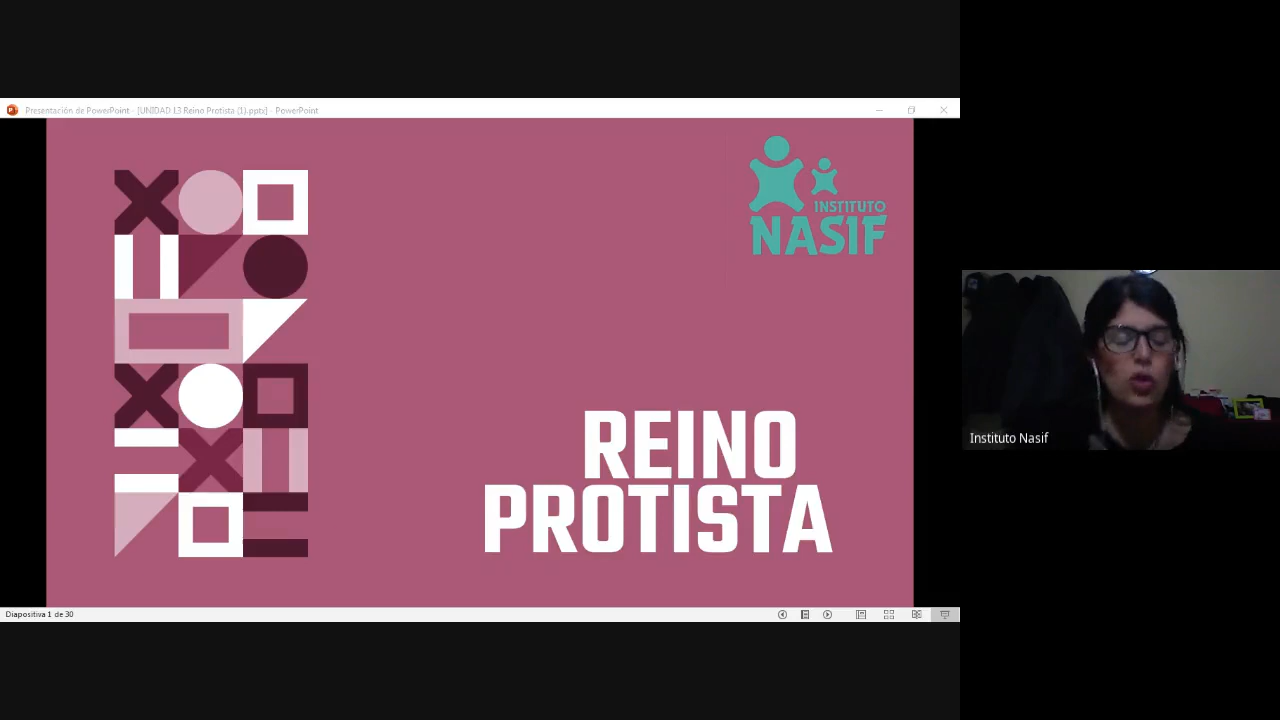 Presentación de PowerPoint - [UNIDAD 13 Reino Protista (1).pptx] - PowerPoint
INSTITUTO
NASIF
REINO
PROTISTA
Instituto Nasif
Diapositiva 1 de 30